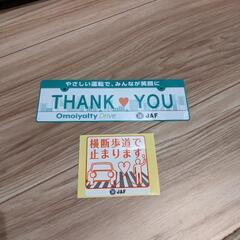 やさしい運転で、みんなが笑顔に
THANK YOU
Omoiyalty Drive JAF
横断歩道で
止まります。
JAF